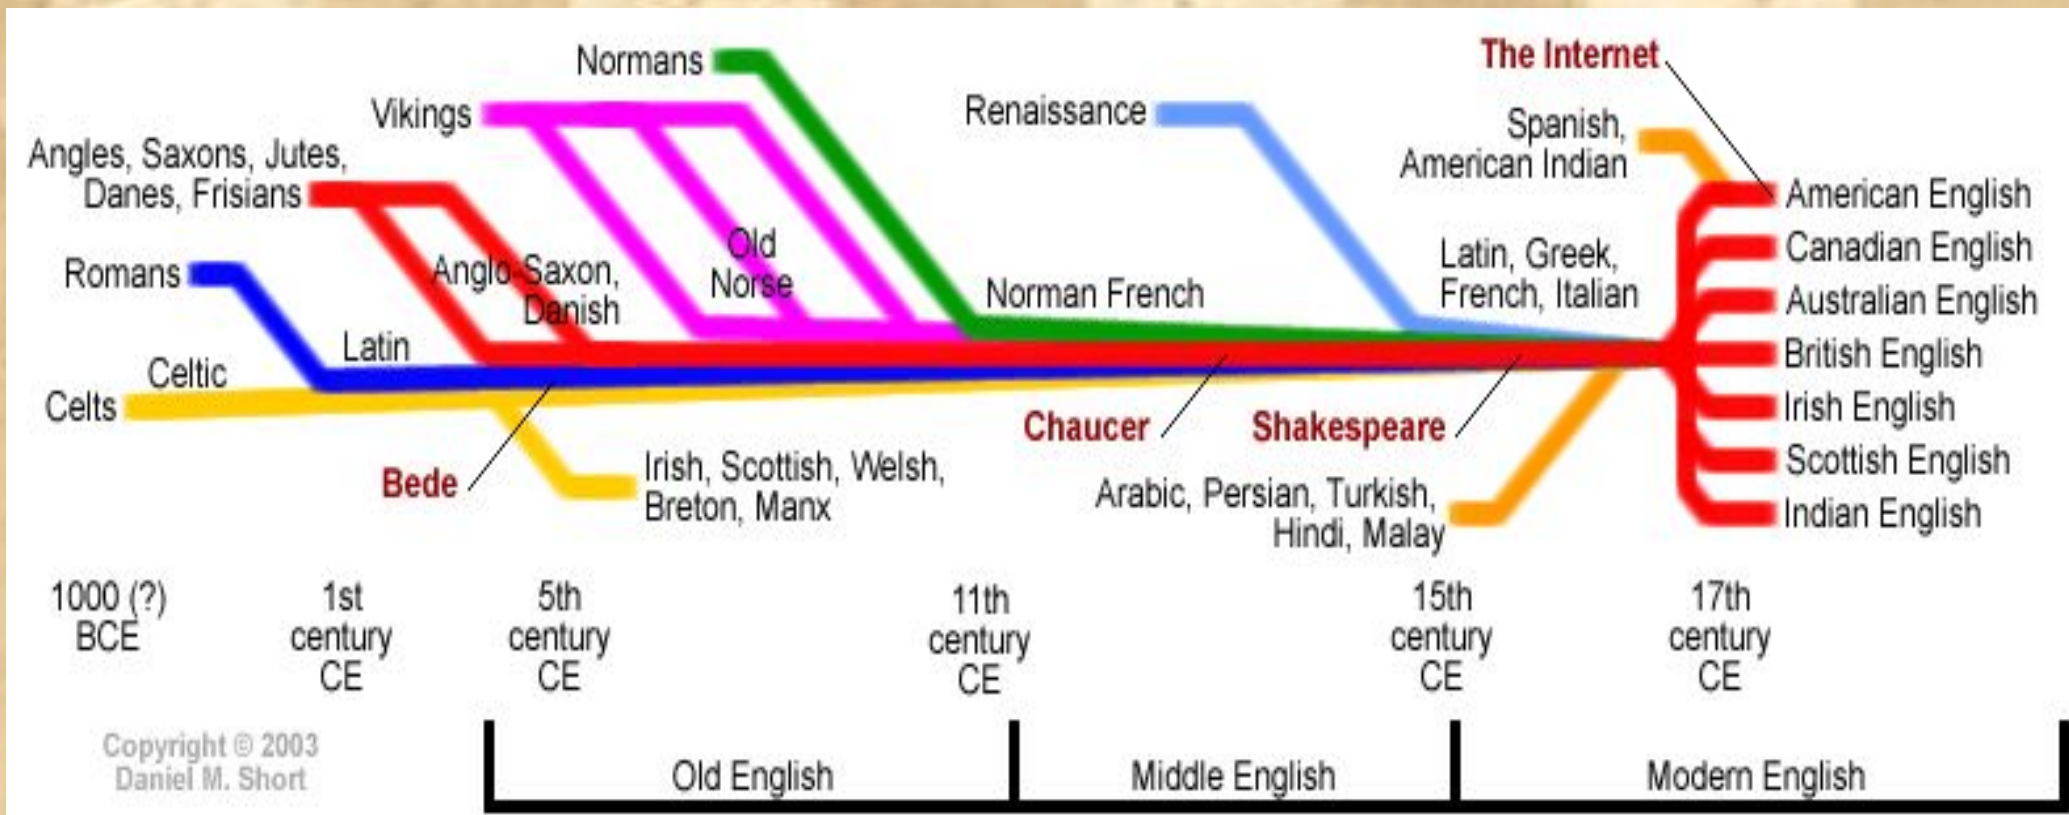 Normans
The Internet
Vikings
Renaissance
Spanish,
American Indian
Angles, Saxons, Jutes,
Danes, Frisians
American English
Canadian English
Australian English
British English
Irish English
Scottish English
Indian English
Romans
Anglo-Saxon,
Danish
Old
Norse
Norman French
Latin, Greek,
French, Italian
Latin
Celtic
Celts
Chaucer
Shakespeare
Bede
Irish, Scottish, Welsh,
Breton, Manx
Arabic, Persian, Turkish,
Hindi, Malay
1000 (?)
BCE
1st
century
CE
5th
century
CE
11th
century
CE
15th
century
CE
17th
century
CE
Copyright © 2003
Daniel M. Short
Old English
Middle English
Modern English